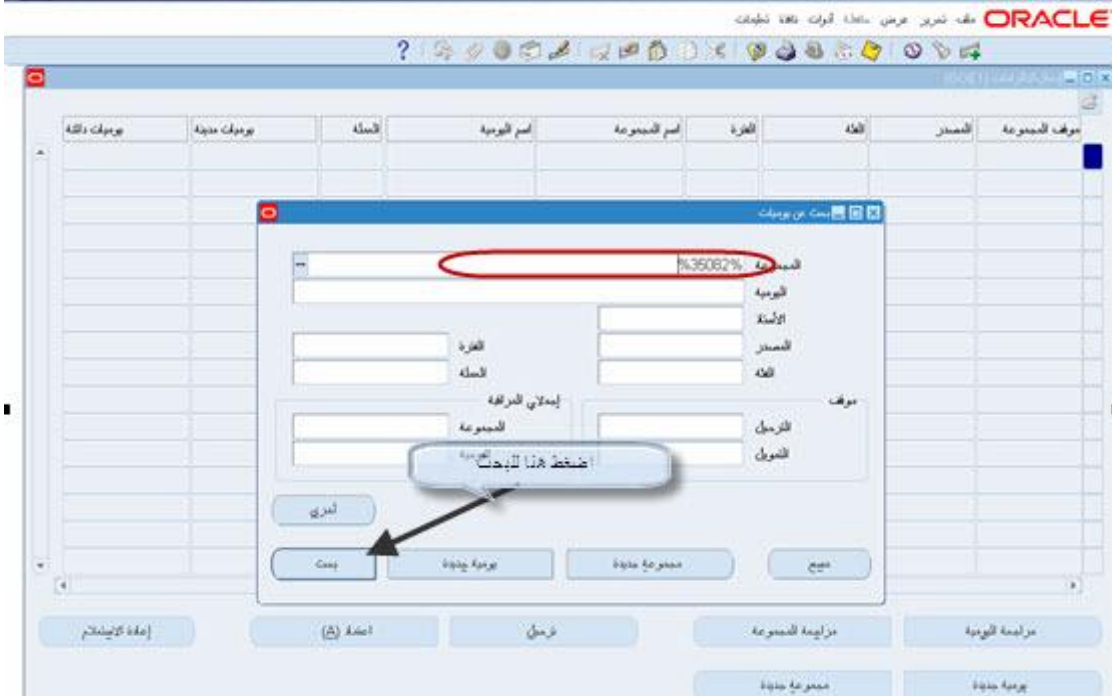 ORACLE ملف تحرير عرض أدوات نافذة تعليمات
?
موقف المجموعة المصدر الفئة الفترة اسم المجموعة اسم اليومية العملة يوميات مدينة يوميات دائنة
بحث عن يوميات
المجموعة %35082%
اليومية
الأستاذ
المصدر الفترة
الفئة العملة
موقف إجمالي المراقبة
الترحيل المجموعة
التمويل اليومية
اضغط هنا للبحث
أخرى
مسح مجموعة جديدة يومية جديدة بحث
مراجعة اليومية مراجعة المجموعة ترحيل اعتماد (A) إعادة الاستعلام
يومية جديدة مجموعة جديدة